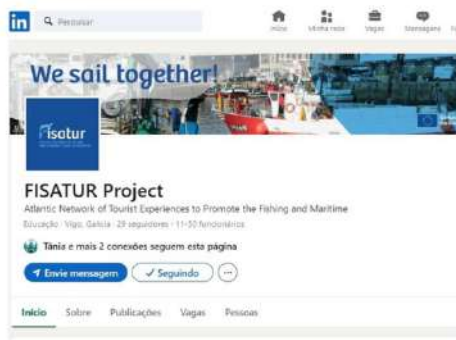 in
Pesquisar
Início
Minha rede
Vagas
Mensagens
We sail together!
Fisatur
FISATUR Project
Atlantic Network of Tourist Experiences to Promote the Fishing and Maritime
Educação · Vigo, Galicia · 29 seguidores · 11-50 funcionários
Tânia e mais 2 conexões seguem esta página
Envie mensagem
Seguindo
Início Sobre Publicações Vagas Pessoas